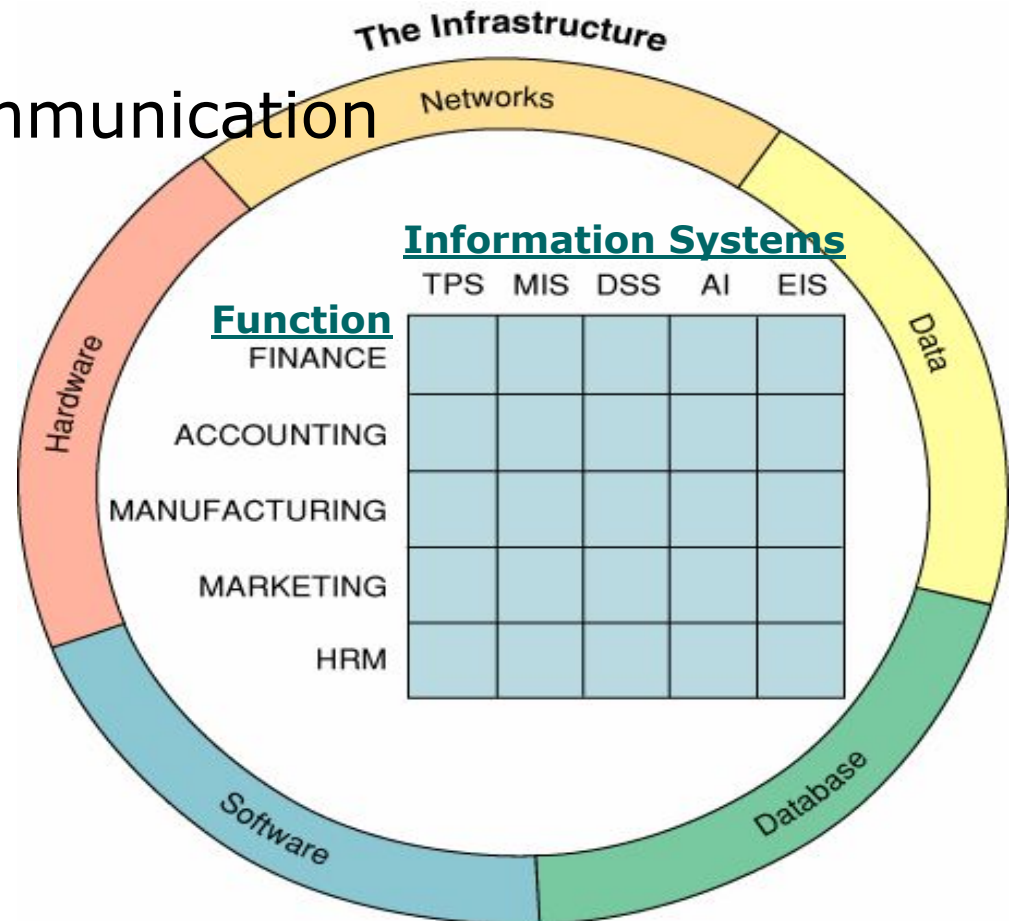 The Infrastructure
nmunication
Networks
Information Systems
TPS MIS DSS AI EIS
Function
FINANCE
Hardware
Data
ACCOUNTING
MANUFACTURING
MARKETING
HRM
Software
Database